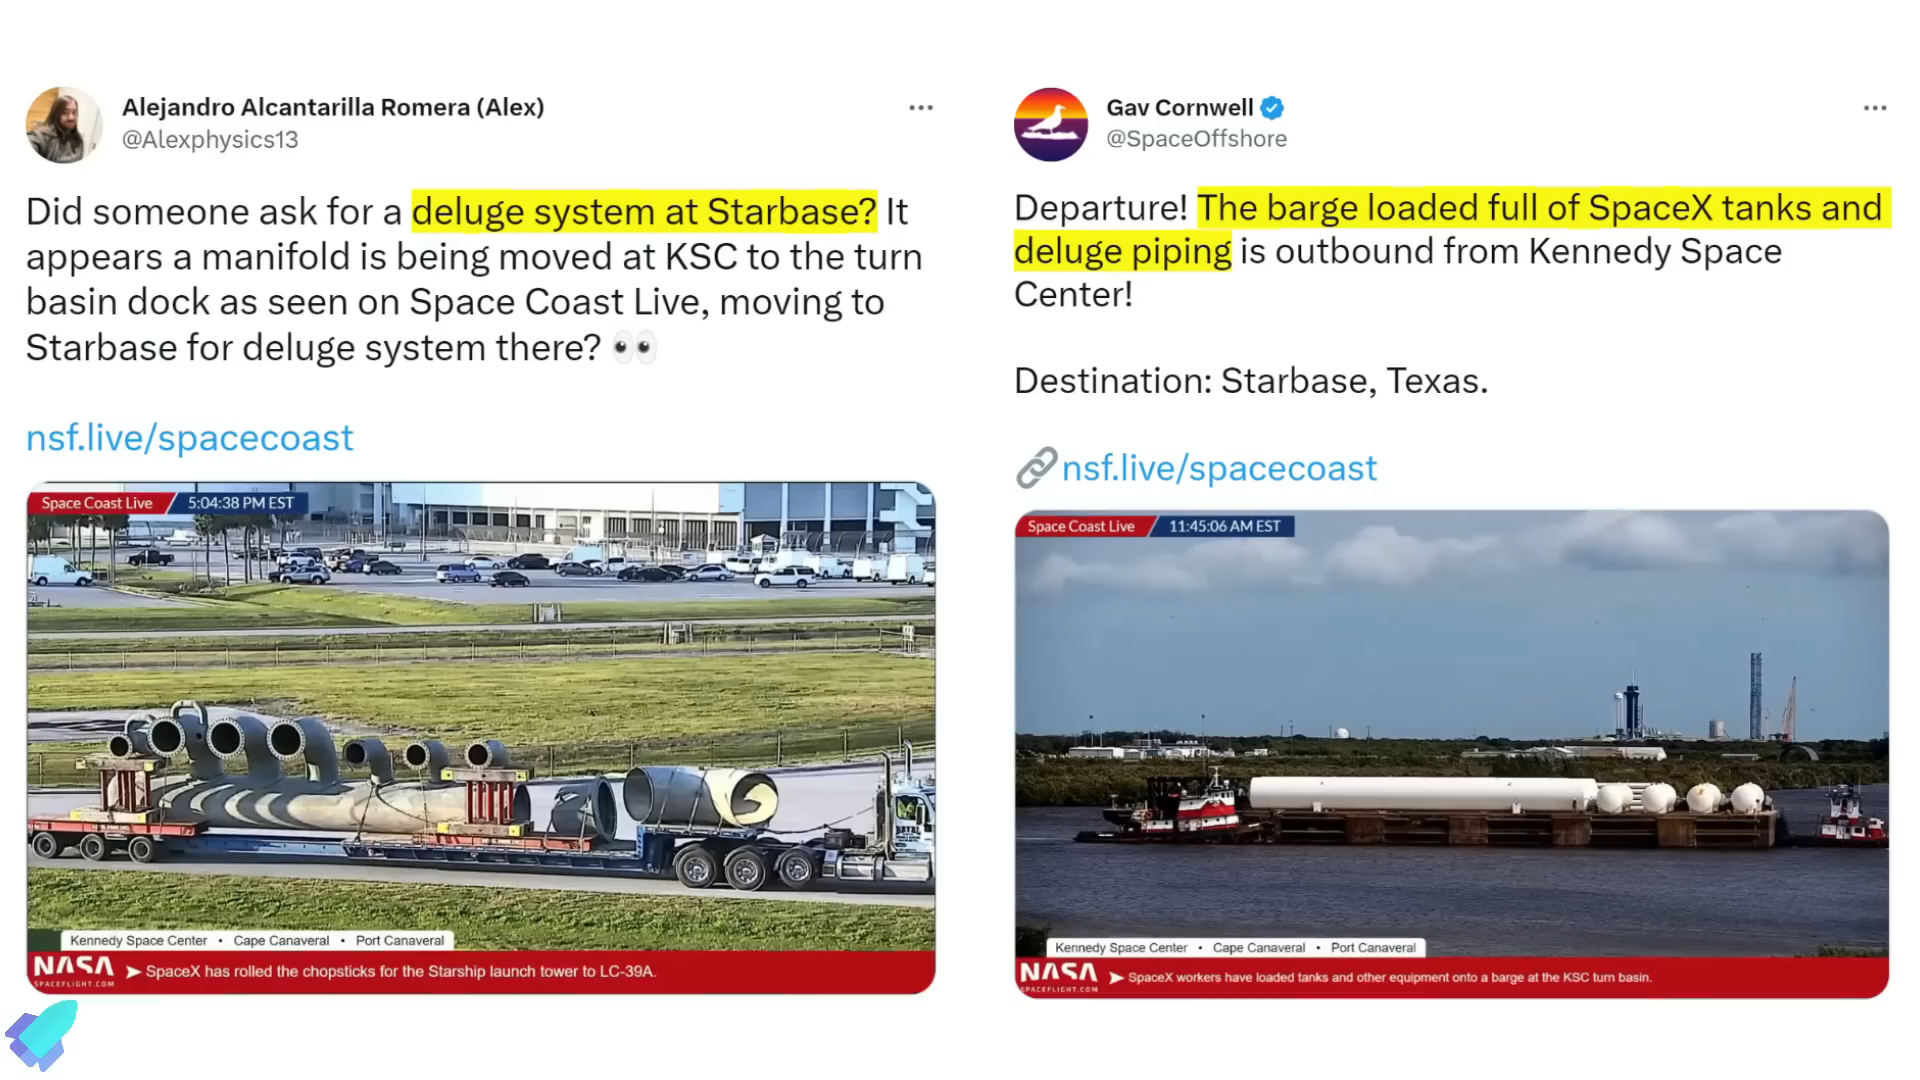 Alejandro Alcantarilla Romera (Alex)
@Alexphysics13
Did someone ask for a deluge system at Starbase? It
appears a manifold is being moved at KSC to the turn
basin dock as seen on Space Coast Live, moving to
Starbase for deluge system there? 👀
nsf.live/spacecoast
Space Coast Live 5:04:38 PM EST
Kennedy Space Center • Cape Canaveral • Port Canaveral
NASA
SPACEFLIGHT.COM
➤ SpaceX has rolled the chopsticks for the Starship launch tower to LC-39A.
Gav Cornwell
@SpaceOffshore
Departure! The barge loaded full of SpaceX tanks and
deluge piping is outbound from Kennedy Space
Center!
Destination: Starbase, Texas.
🔗nsf.live/spacecoast
Space Coast Live 11:45:06 AM EST
Kennedy Space Center • Cape Canaveral • Port Canaveral
NASA
SPACEFLIGHT.COM
➤ SpaceX workers have loaded tanks and other equipment onto a barge at the KSC turn basin.